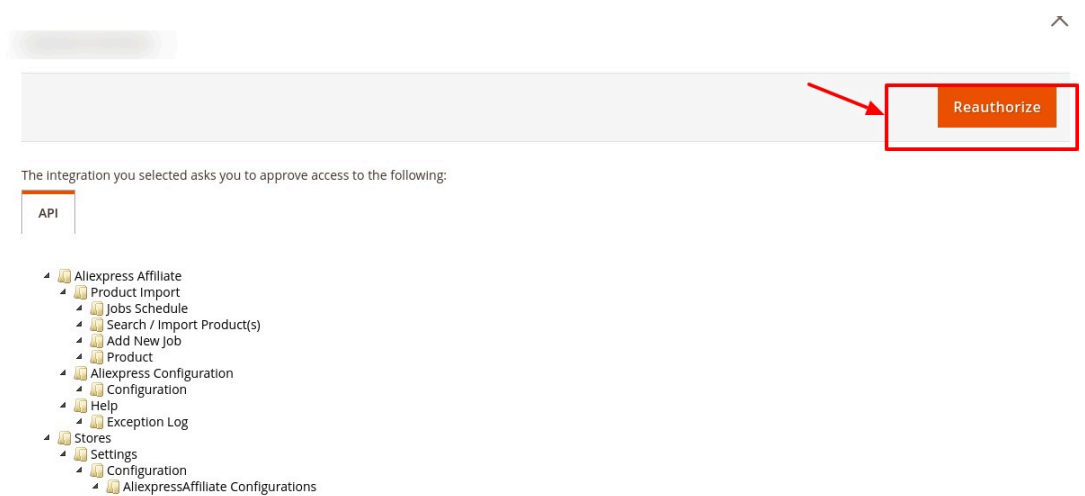 Reauthorize
The integration you selected asks you to approve access to the following:
API
Aliexpress Affiliate
Product Import
Jobs Schedule
Search / Import Product(s)
Add New Job
Product
Aliexpress Configuration
Configuration
Help
Exception Log
Stores
Settings
Configuration
AliexpressAffiliate Configurations